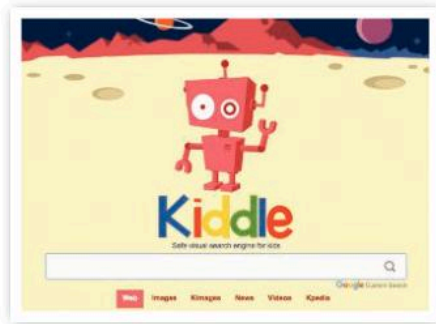 Kiddle
Safe visual search engine for kids
Google Custom Search
Web Images Kimages News Videos Kpedia